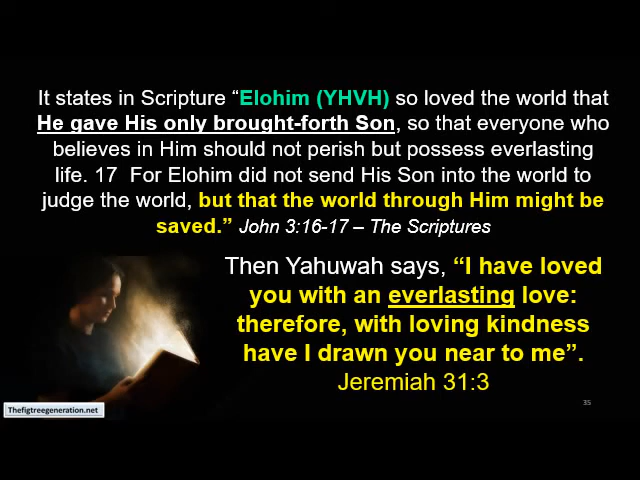 It states in Scripture “Elohim (YHVH) so loved the world that
He gave His only brought-forth Son, so that everyone who
believes in Him should not perish but possess everlasting
life. 17  For Elohim did not send His Son into the world to
judge the world, but that the world through Him might be
saved.” John 3:16-17 – The Scriptures
Then Yahuwah says, “I have loved
you with an everlasting love:
therefore, with loving kindness
have I drawn you near to me”.
Jeremiah 31:3
Thefigtreegeneration.net
35